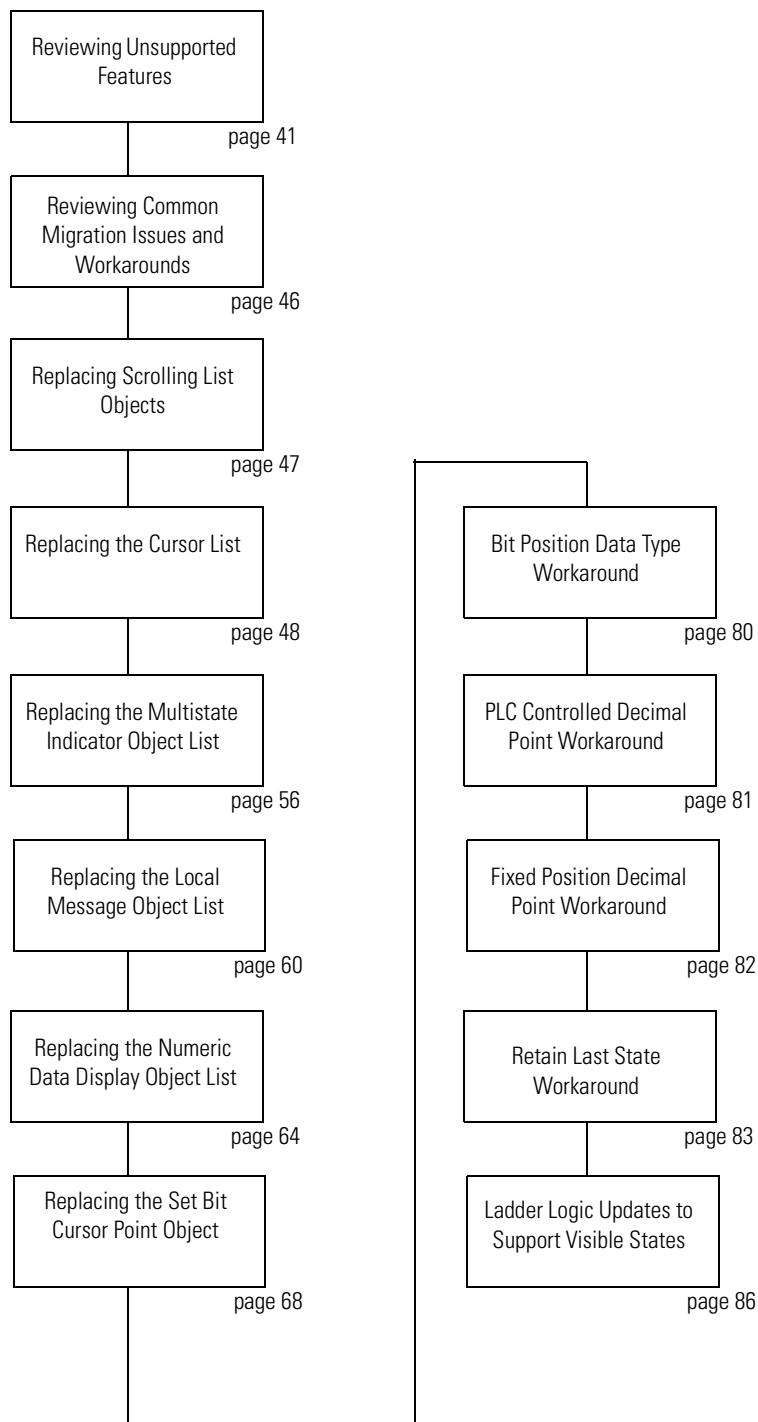 Reviewing Unsupported
Features
page 41
Reviewing Common
Migration Issues and
Workarounds
page 46
Replacing Scrolling List
Objects
page 47
Replacing the Cursor List
page 48
Replacing the Multistate
Indicator Object List
page 56
Replacing the Local
Message Object List
page 60
Replacing the Numeric
Data Display Object List
page 64
Replacing the Set Bit
Cursor Point Object
page 68
Bit Position Data Type
Workaround
page 80
PLC Controlled Decimal
Point Workaround
page 81
Fixed Position Decimal
Point Workaround
page 82
Retain Last State
Workaround
page 83
Ladder Logic Updates to
Support Visible States
page 86